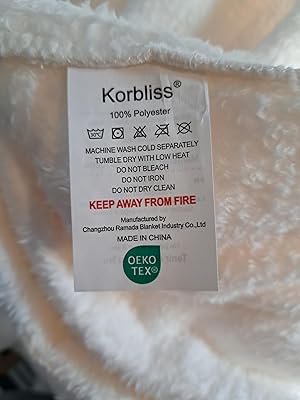 Korbliss®
100% Polyester
MACHINE WASH COLD SEPARATELY
TUMBLE DRY WITH LOW HEAT
DO NOT BLEACH
DO NOT IRON
DO NOT DRY CLEAN
KEEP AWAY FROM FIRE
Manufactured by
Changzhou Ramada Blanket Industry Co.,Ltd
MADE IN CHINA
OEKO
TEX®